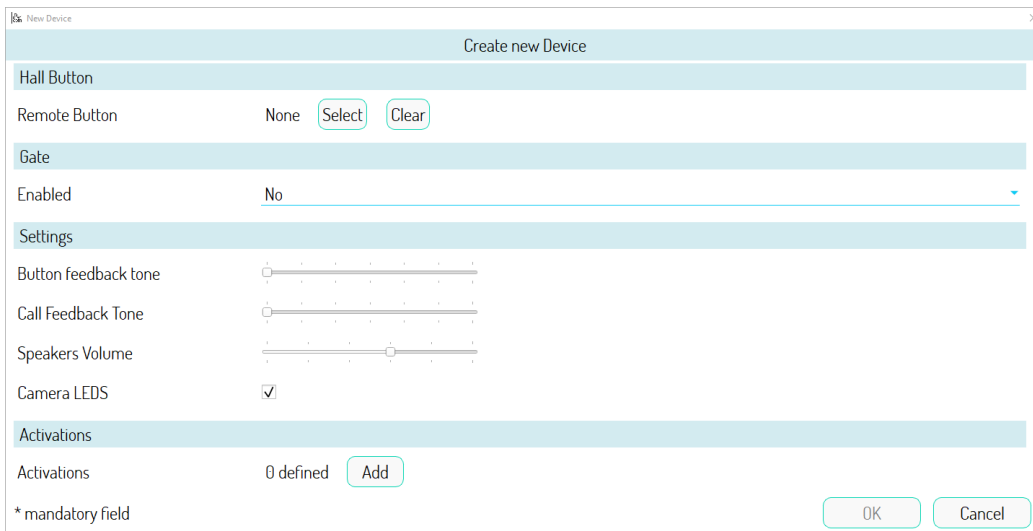 New Device
Create new Device
Hall Button
Remote Button None Select Clear
Gate
Enabled No
Settings
Button feedback tone
Call Feedback Tone
Speakers Volume
Camera LEDS
Activations
Activations 0 defined Add
* mandatory field OK Cancel